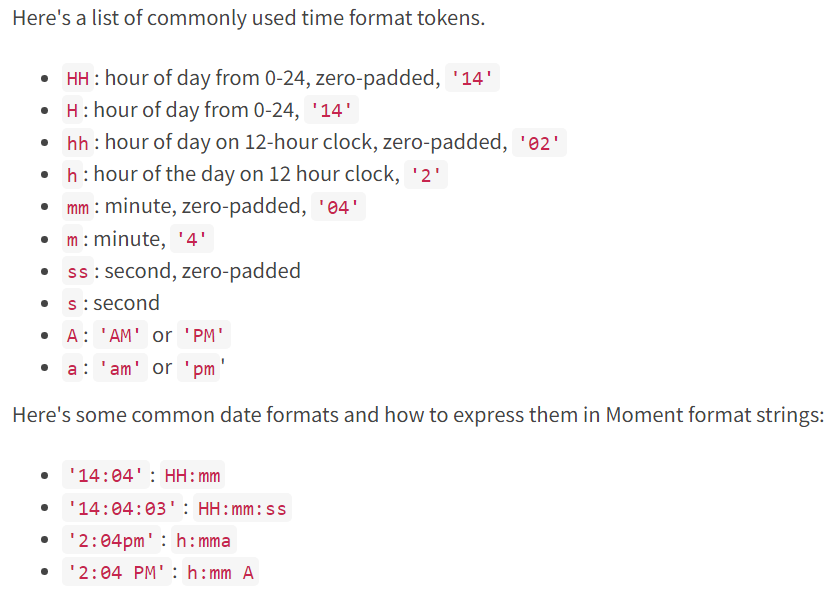 Here's a list of commonly used time format tokens.
• HH : hour of day from 0-24, zero-padded, '14'
• H : hour of day from 0-24, '14'
• hh : hour of day on 12-hour clock, zero-padded, '02'
• h : hour of the day on 12 hour clock, '2'
• mm : minute, zero-padded, '04'
• m : minute, '4'
• ss : second, zero-padded
• s : second
• A : 'AM' or 'PM'
• a : 'am' or 'pm '
Here's some common date formats and how to express them in Moment format strings:
• '14:04' : HH:mm
• '14:04:03' : HH:mm:ss
• '2:04pm' : h:mma
• '2:04 PM' : h:mm A